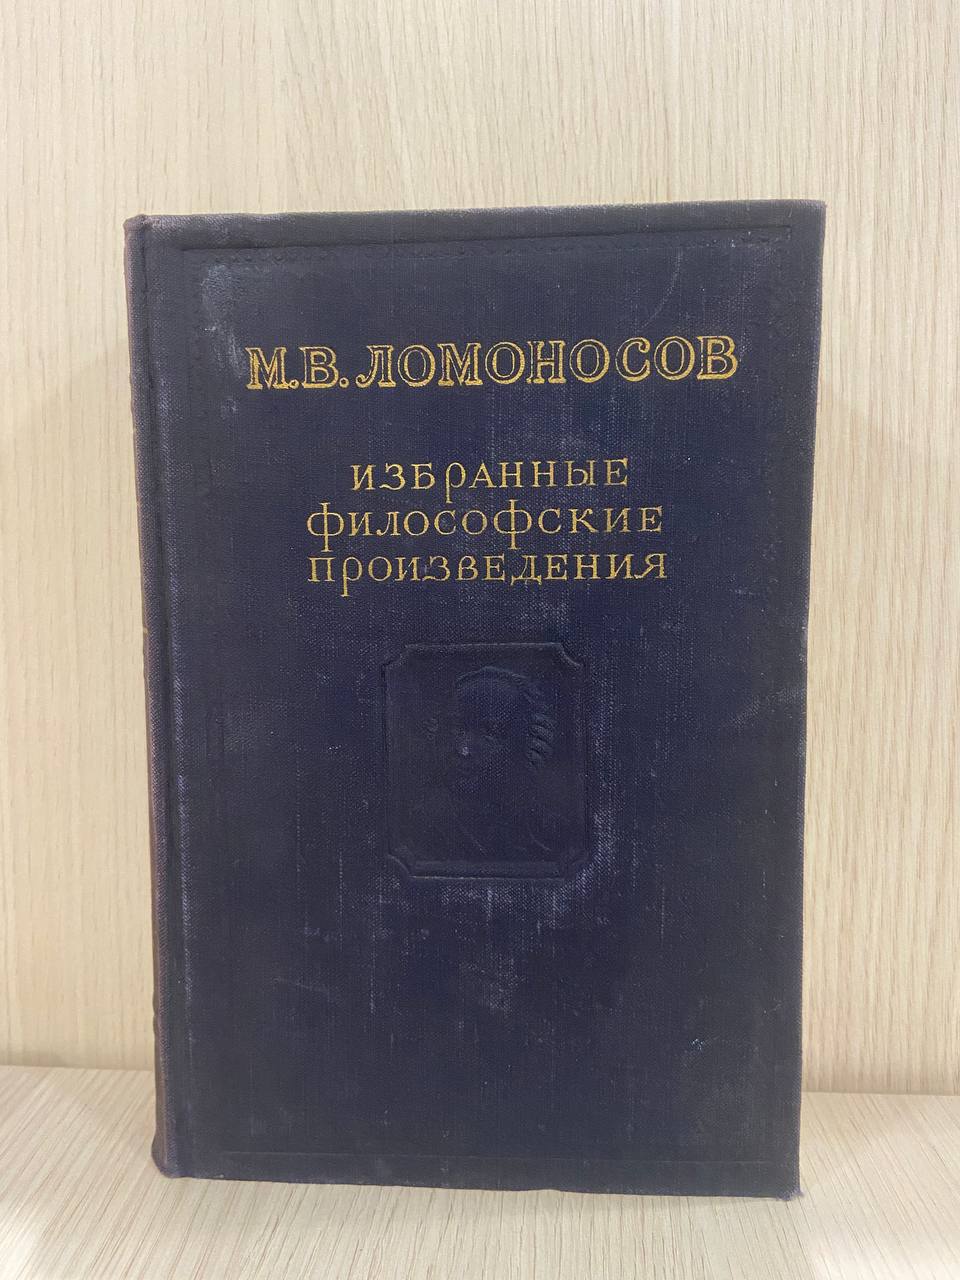 М.В.ЛОМОНОСОВ
ИЗБРАННЫЕ
ФИЛОСОФСКИЕ
ПРОИЗВЕДЕНИЯ